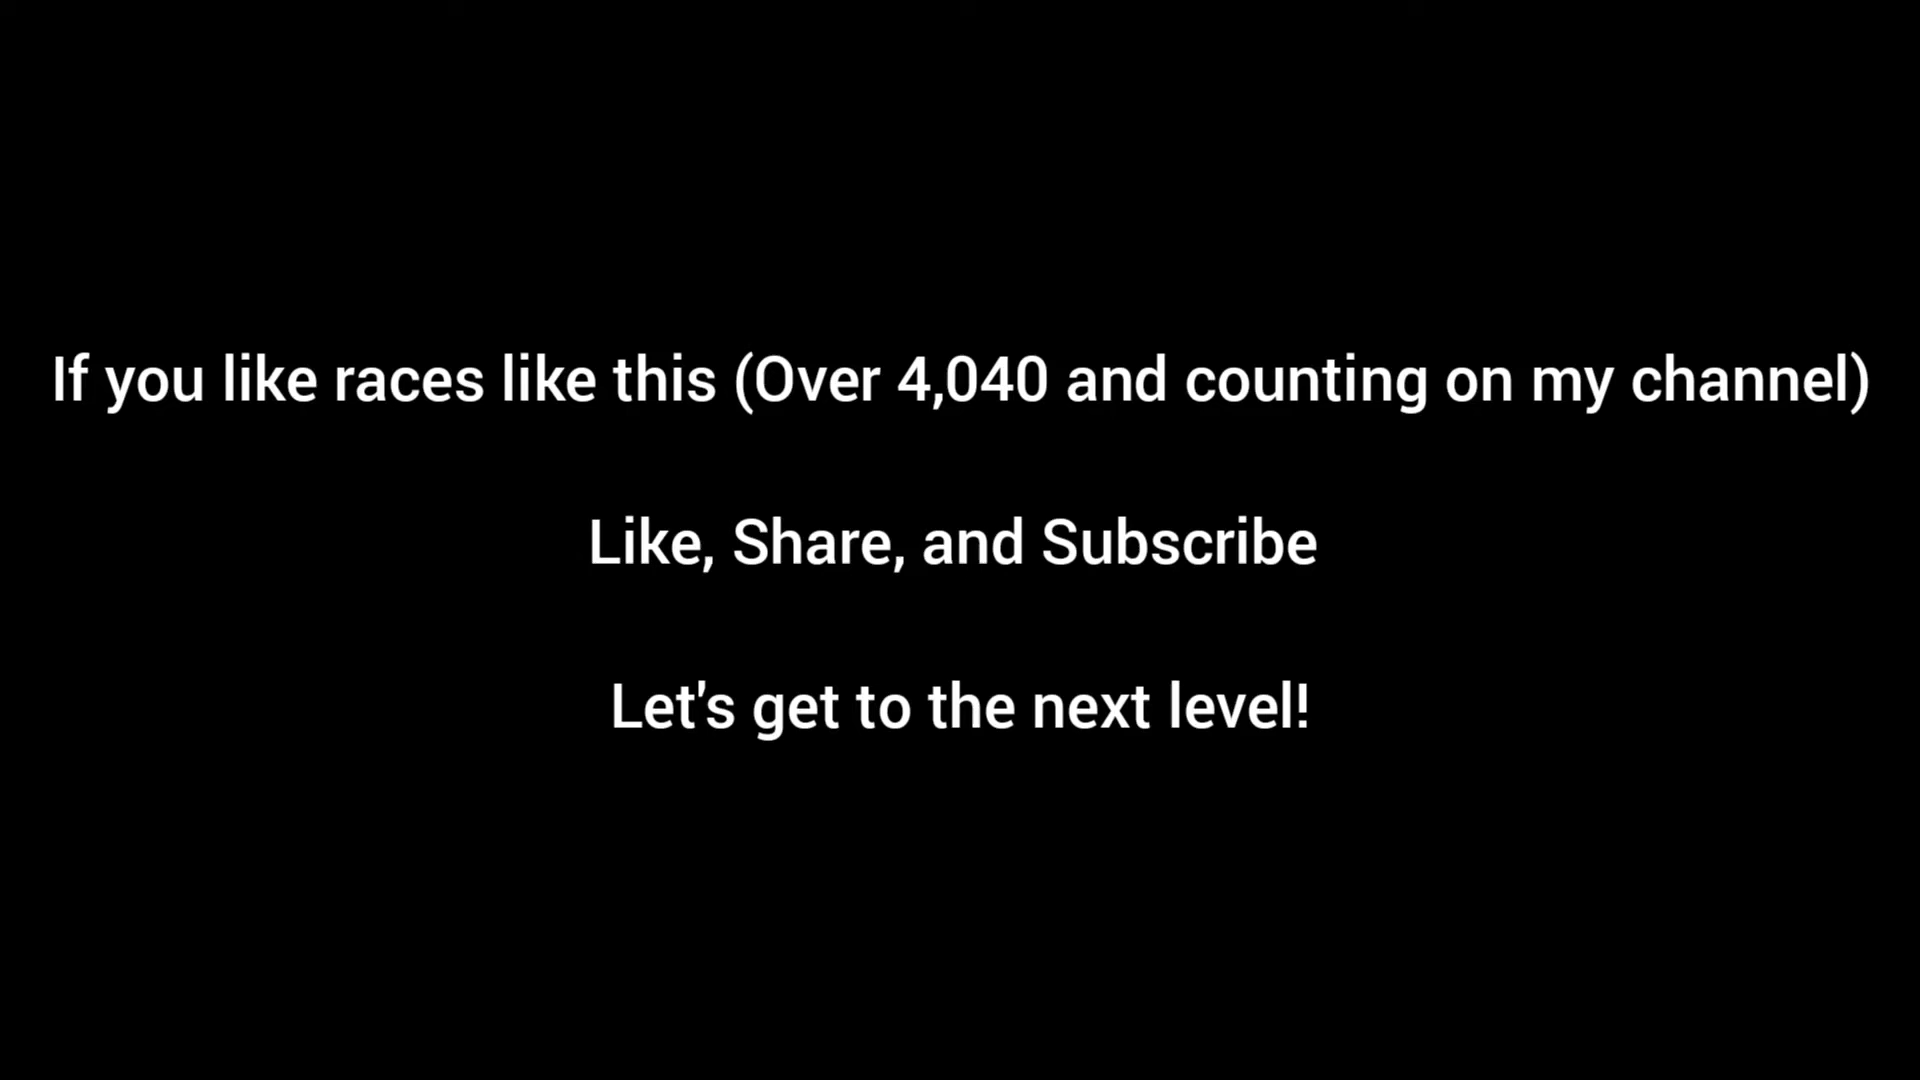 If you like races like this (Over 4,040 and counting on my channel)
Like, Share, and Subscribe
Let's get to the next level!